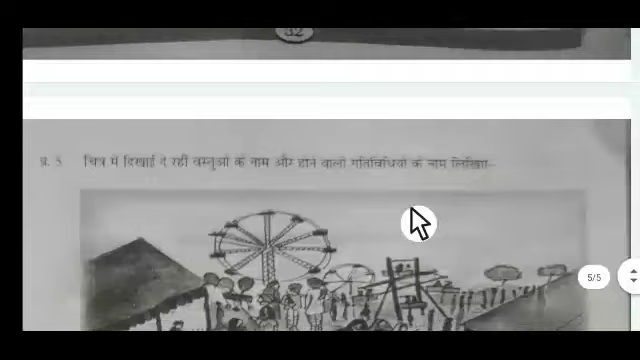 32
प्र. 5 चित्र में दिखाई दे रहीं वस्तुओं के नाम और होने वाली गतिविधियों के नाम लिखिए-
5/5